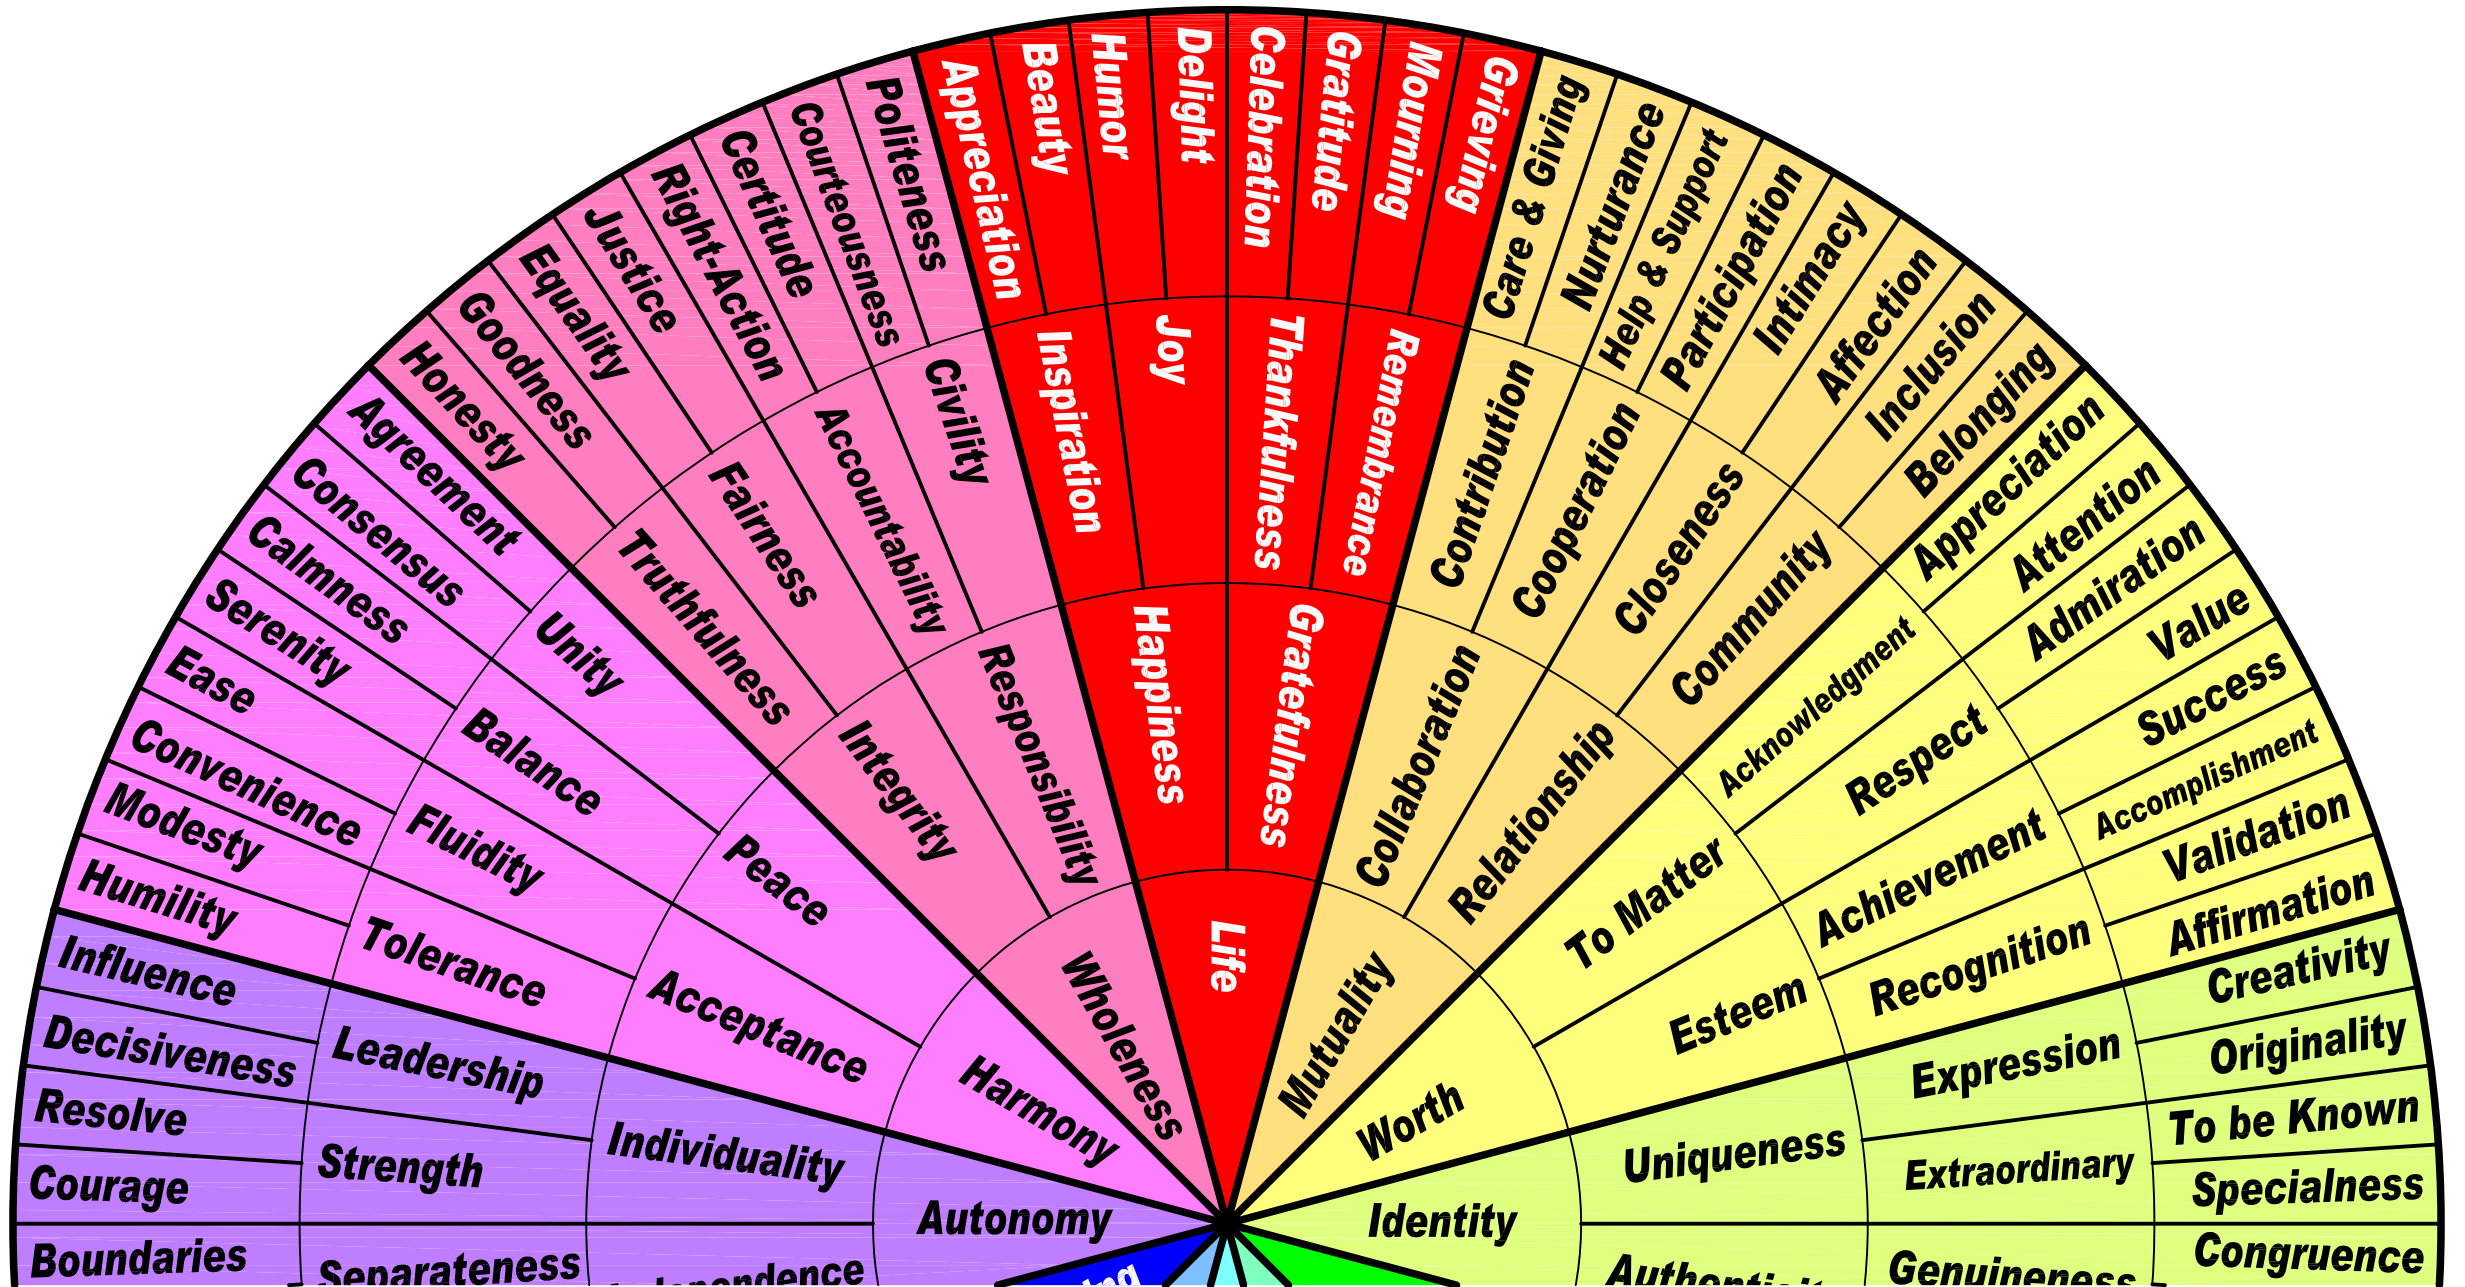 Boundaries
Courage
Resolve
Decisiveness
Influence
Humility
Modesty
Convenience
Ease
Serenity
Calmness
Consensus
Agreement
Honesty
Goodness
Equality
Justice
Right-Action
Certitude
Courteousness
Politeness
Appreciation
Beauty
Humor
Delight
Celebration
Gratitude
Mourning
Grieving
Care & Giving
Nurturance
Help & Support
Participation
Intimacy
Affection
Inclusion
Belonging
Appreciation
Attention
Admiration
Value
Success
Accomplishment
Validation
Affirmation
Creativity
Originality
To be Known
Specialness
Congruence
Separateness
Strength
Leadership
Tolerance
Fluidity
Balance
Unity
Truthfulness
Fairness
Accountability
Civility
Inspiration
Joy
Thankfulness
Remembrance
Contribution
Cooperation
Closeness
Community
Acknowledgment
Respect
Achievement
Recognition
Expression
Extraordinary
Genuineness
Individuality
Acceptance
Peace
Integrity
Responsibility
Happiness
Gratefulness
Collaboration
Relationship
To Matter
Esteem
Uniqueness
Autonomy
Harmony
Wholeness
Life
Mutuality
Worth
Identity